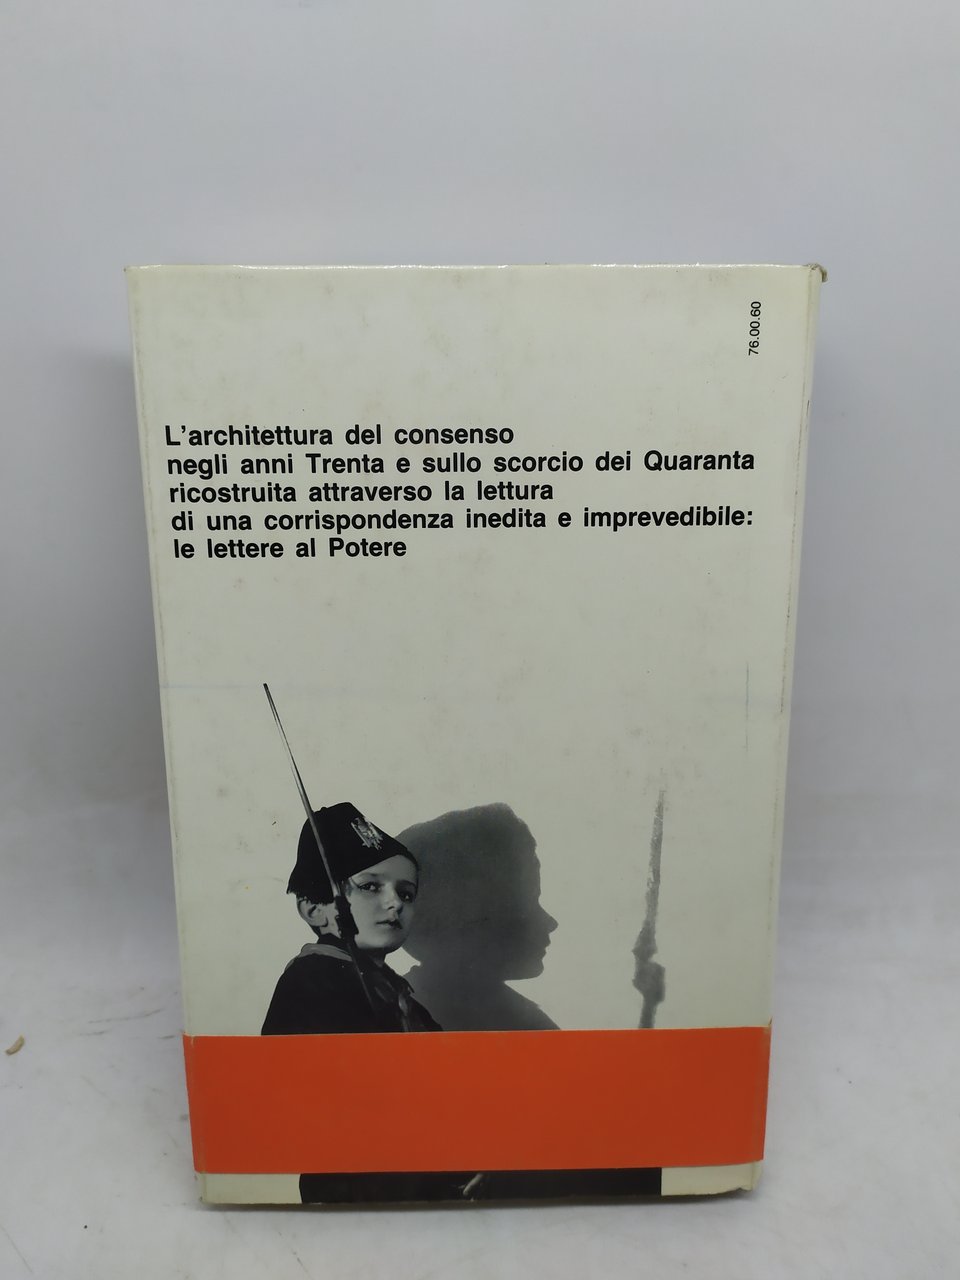 76.00.60
L'architettura del consenso
negli anni Trenta e sullo scorcio dei Quaranta
ricostruita attraverso la lettura
di una corrispondenza inedita e imprevedibile:
le lettere al Potere